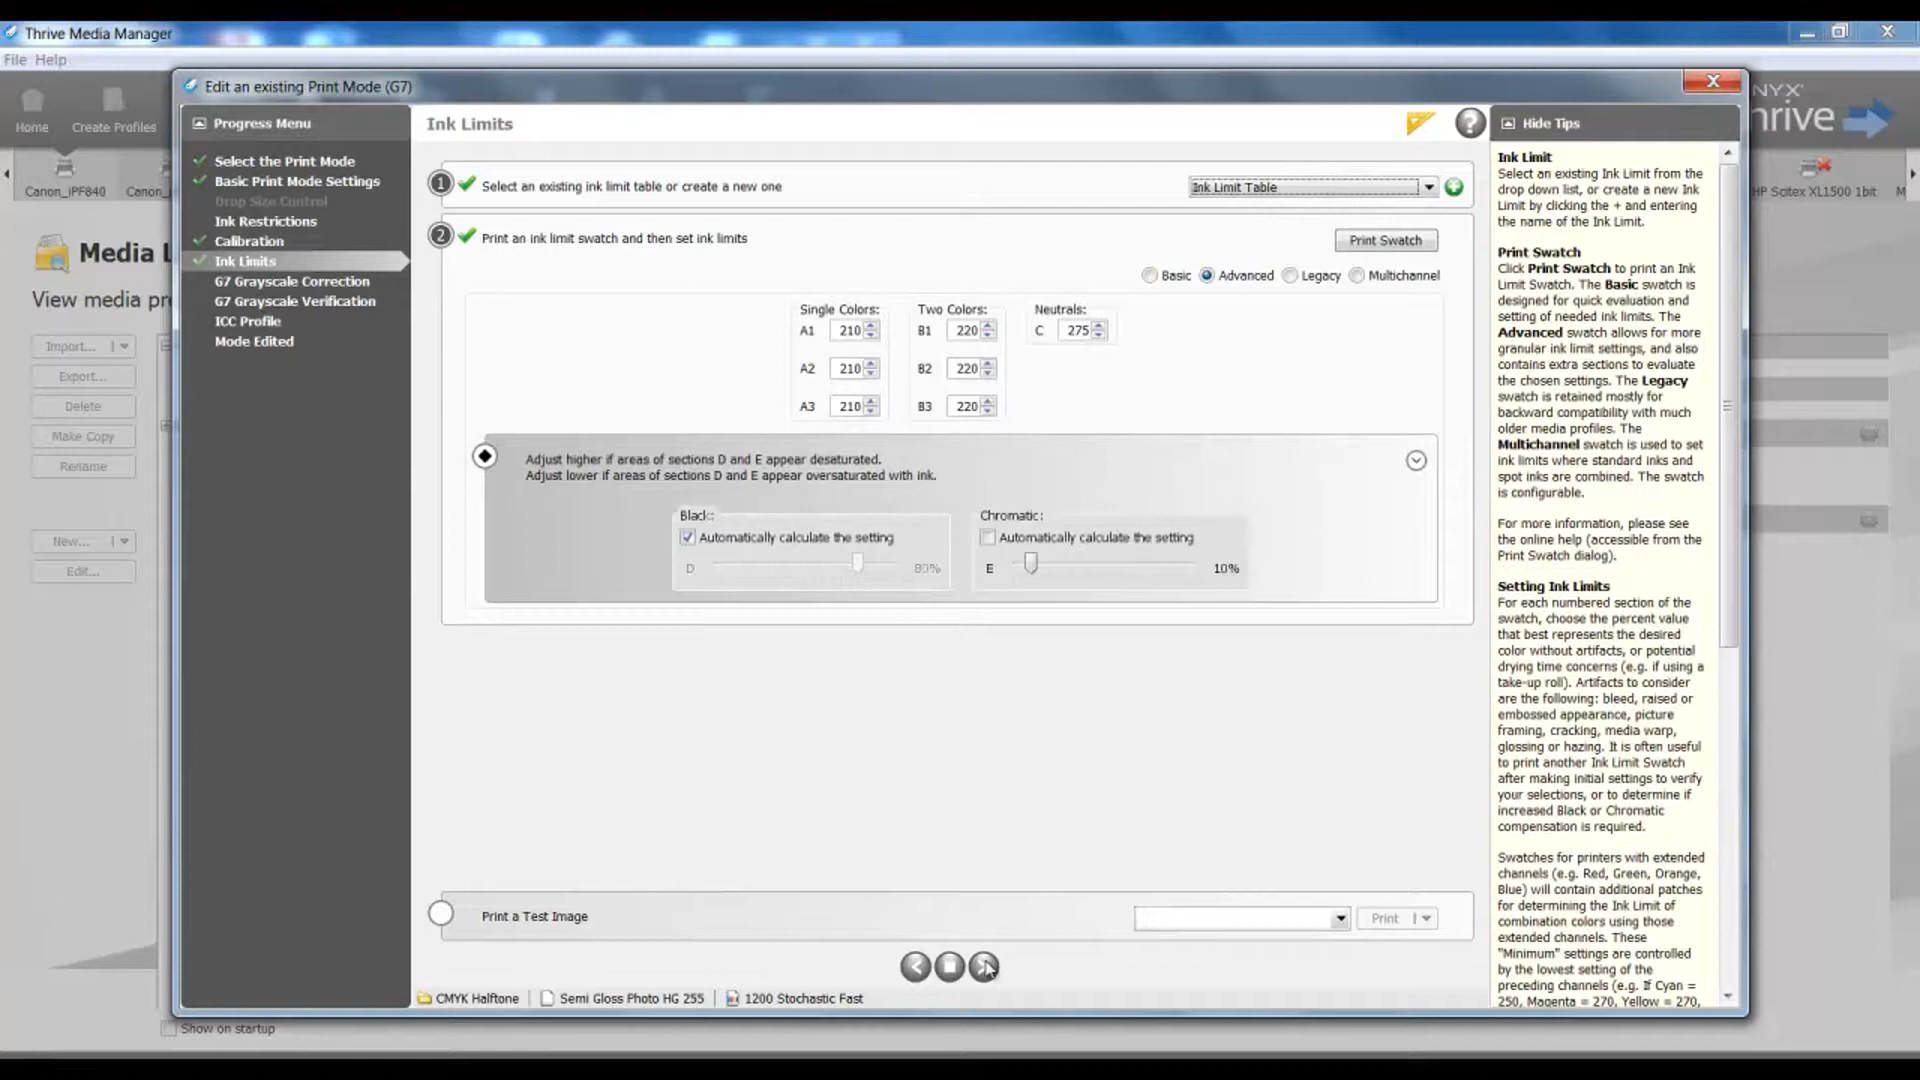 Thrive Media Manager
File Help
Home
Create Profiles
NYX
hrive
Canon_iPF840
Canon_
HP Scitex XL1500 1bit
M
Media L
View media pr
Import...
Export...
Delete
Make Copy
Rename
New...
Edit...
Show on startup
Edit an existing Print Mode (G7)
Progress Menu
Select the Print Mode
Basic Print Mode Settings
Drop Size Control
Ink Restrictions
Calibration
Ink Limits
G7 Grayscale Correction
G7 Grayscale Verification
ICC Profile
Mode Edited
Ink Limits
?
1 Select an existing ink limit table or create a new one
Ink Limit Table
2 Print an ink limit swatch and then set ink limits
Print Swatch
Basic Advanced Legacy Multichannel
Single Colors: Two Colors: Neutrals:
A1 210 B1 220 C 275
A2 210 B2 220
A3 210 B3 220
Adjust higher if areas of sections D and E appear desaturated.
Adjust lower if areas of sections D and E appear oversaturated with ink.
Black: Chromatic:
Automatically calculate the setting Automatically calculate the setting
D 80% E 10%
Print a Test Image
Print
CMYK Halftone Semi Gloss Photo HG 255 1200 Stochastic Fast
Hide Tips
Ink Limit
Select an existing Ink Limit from the
drop down list, or create a new Ink
Limit by clicking the + and entering
the name of the Ink Limit.
Print Swatch
Click Print Swatch to print an Ink
Limit Swatch. The Basic swatch is
designed for quick evaluation and
setting of needed ink limits. The
Advanced swatch allows for more
granular ink limit settings, and also
contains extra sections to evaluate
the chosen settings. The Legacy
swatch is retained mostly for
backward compatibility with much
older media profiles. The
Multichannel swatch is used to set
ink limits where standard inks and
spot inks are combined. The swatch
is configurable.
For more information, please see
the online help (accessible from the
Print Swatch dialog).
Setting Ink Limits
For each numbered section of the
swatch, choose the percent value
that best represents the desired
color without artifacts, or potential
drying time concerns (e.g. if using a
take-up roll). Artifacts to consider
are the following: bleed, raised or
embossed appearance, picture
framing, cracking, media warp,
glossing or hazing. It is often useful
to print another Ink Limit Swatch
after making initial settings to verify
your selections, or to determine if
increased Black or Chromatic
compensation is required.
Swatches for printers with extended
channels (e.g. Red, Green, Orange,
Blue) will contain additional patches
for determining the Ink Limit of
combination colors using those
extended channels. These
"Minimum" settings are controlled
by the lowest setting of the
preceding channels (e.g. If Cyan =
250, Magenta = 270, Yellow = 270,